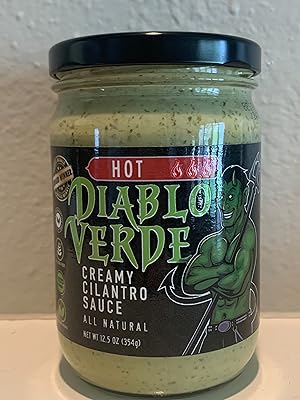 HOT
DIABLO
VERDE
CREAMY
CILANTRO
SAUCE
ALL NATURAL
NET WT 12.5 OZ (354g)